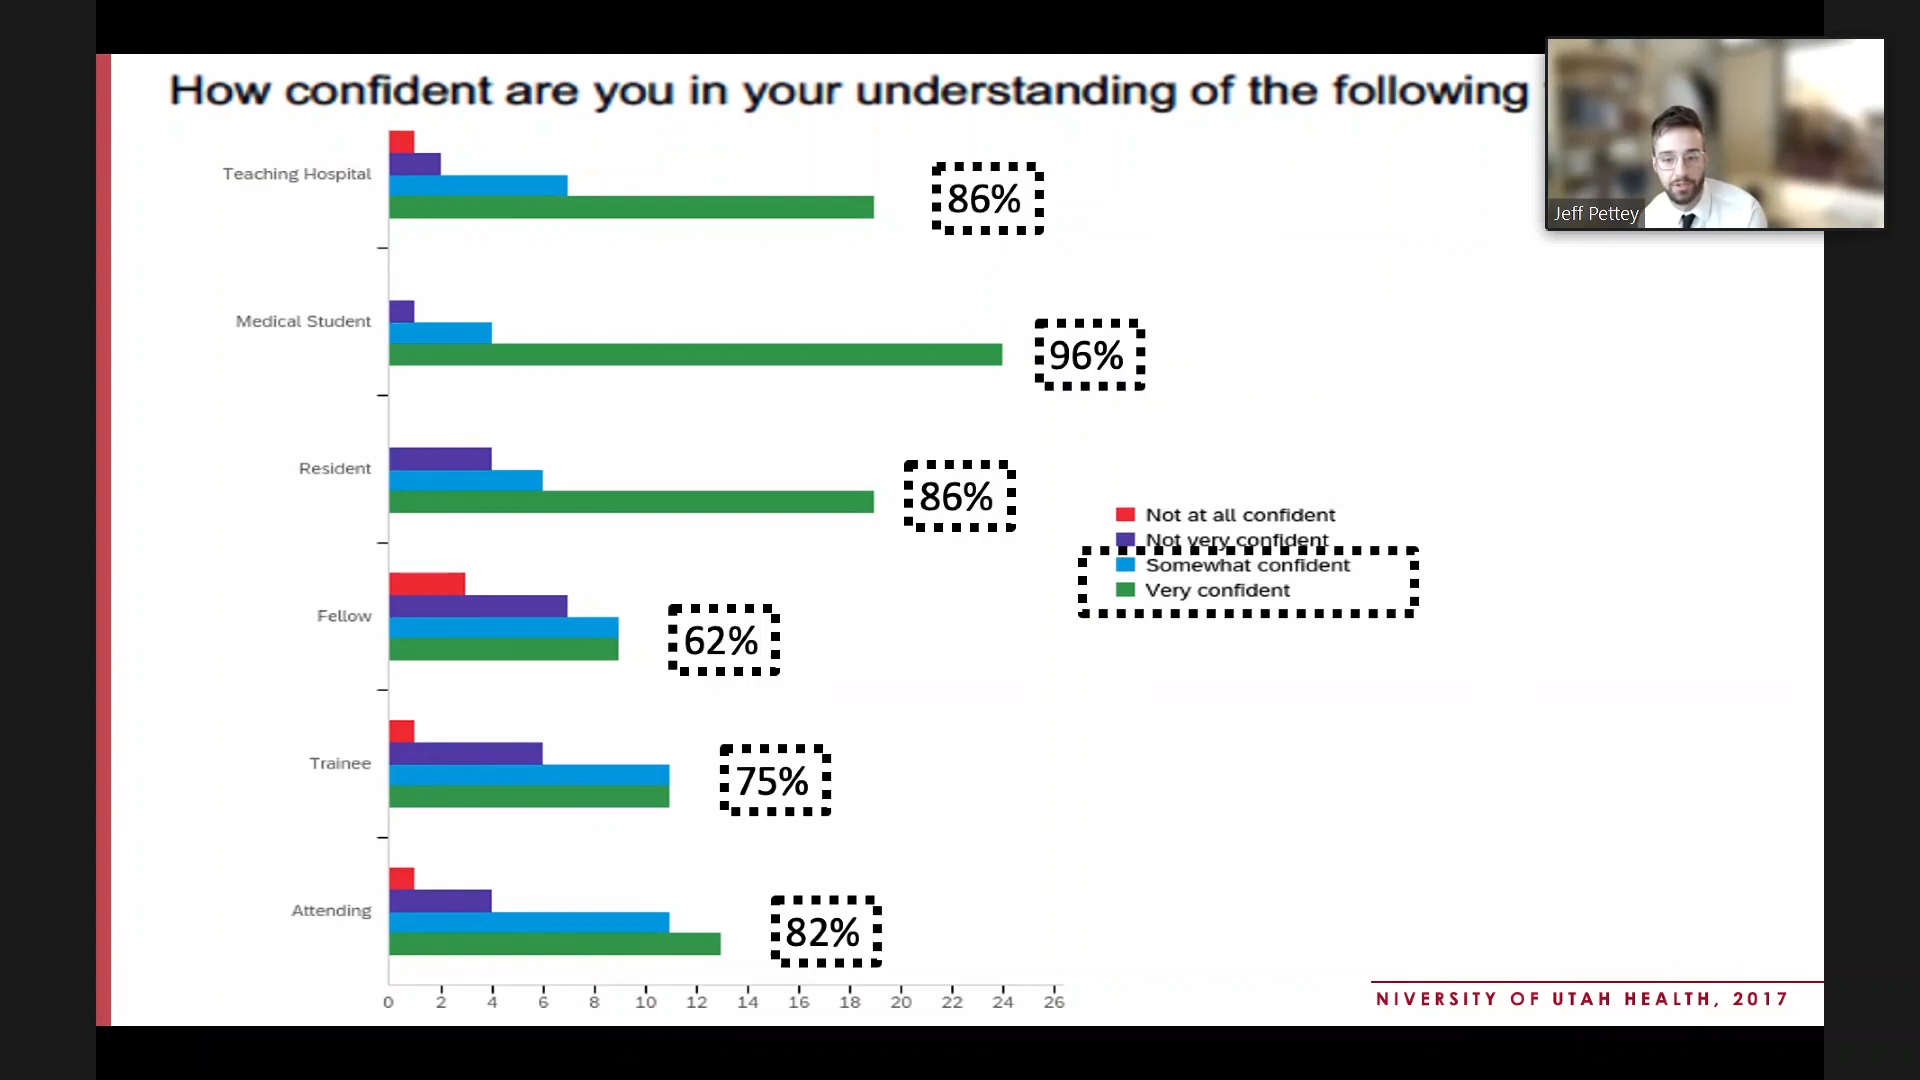 How confident are you in your understanding of the following
Jeff Pettey
Teaching Hospital
86%
Medical Student
96%
Resident
86%
Not at all confident
Not very confident
Somewhat confident
Very confident
Fellow
62%
Trainee
75%
Attending
82%
0 2 4 6 8 10 12 14 16 18 20 22 24 26
NIVERSITY OF UTAH HEALTH, 2017